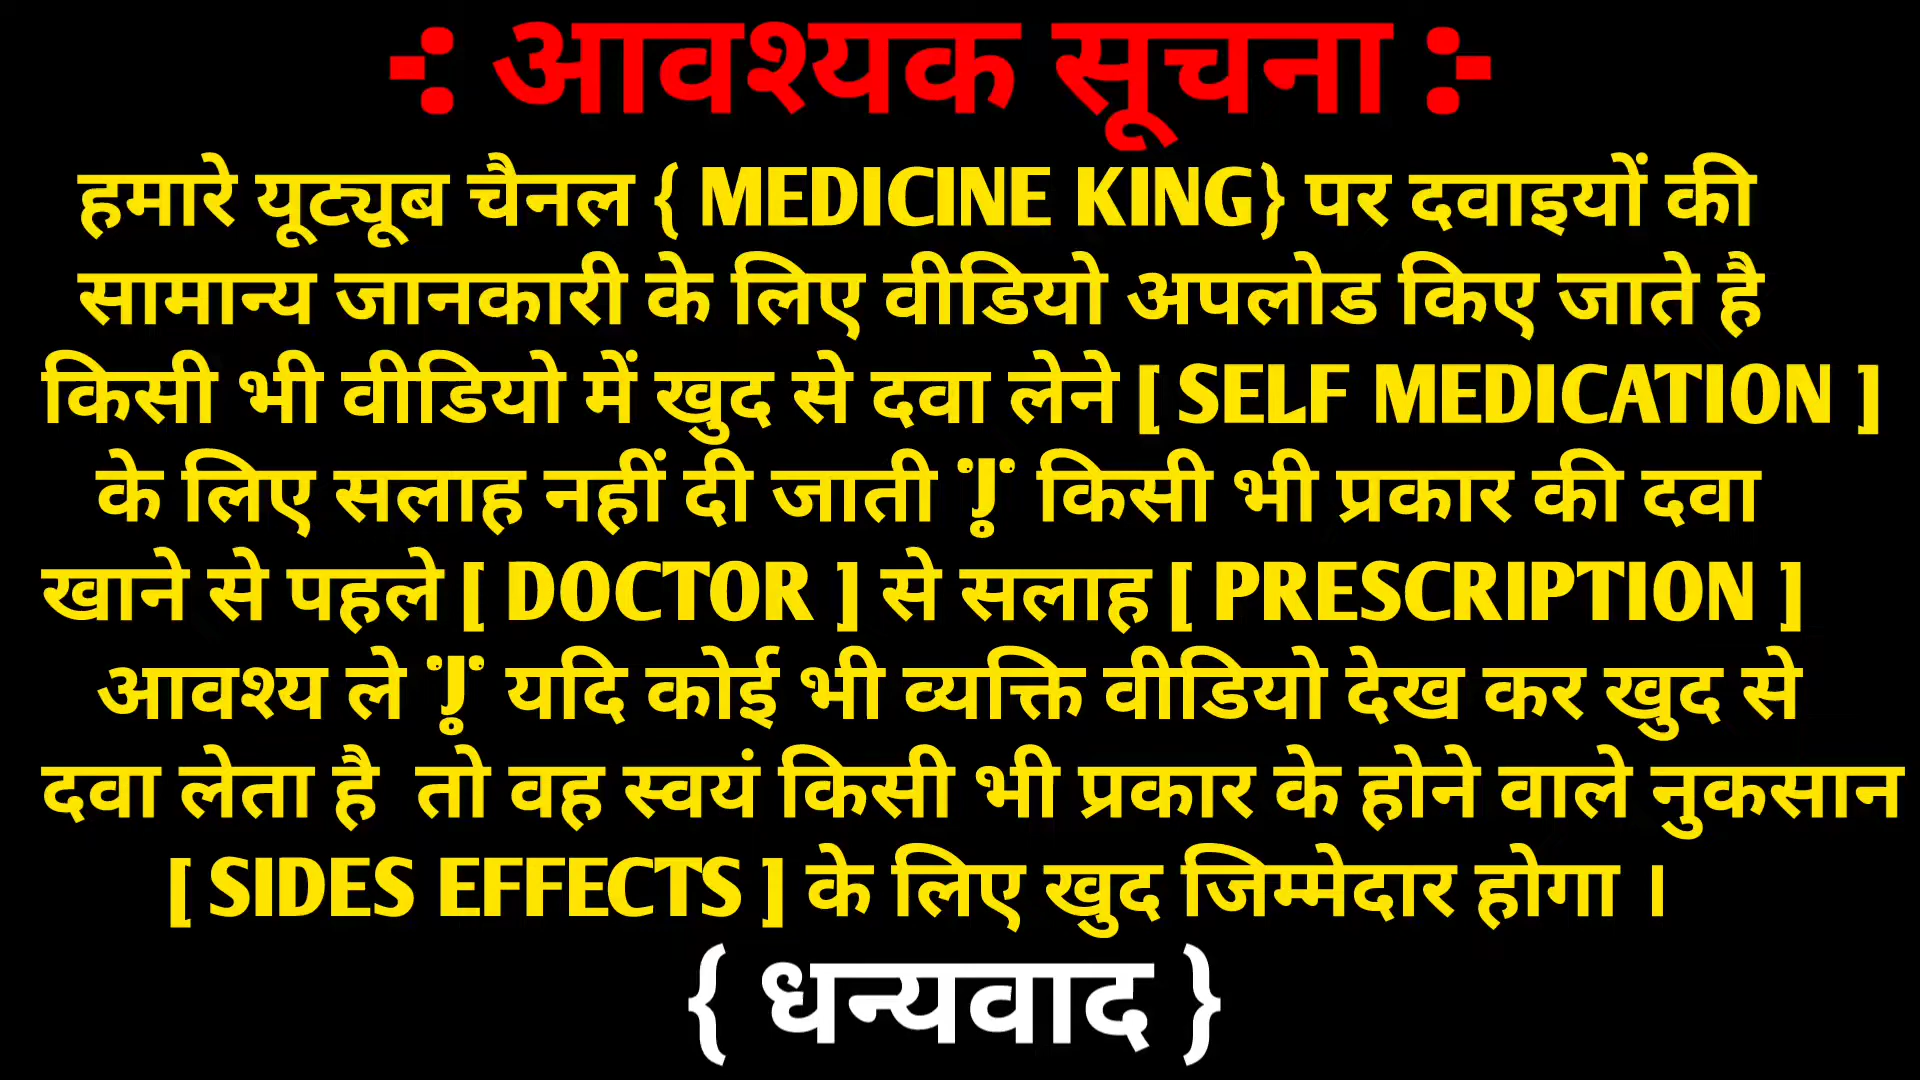 -: आवश्यक सूचना :-
हमारे यूट्यूब चैनल { MEDICINE KING} पर दवाइयों की
सामान्य जानकारी के लिए वीडियो अपलोड किए जाते है
किसी भी वीडियो में खुद से दवा लेने [ SELF MEDICATION ]
के लिए सलाह नहीं दी जाती किसी भी प्रकार की दवा
खाने से पहले [ DOCTOR ] से सलाह [ PRESCRIPTION ]
आवश्य ले यदि कोई भी व्यक्ति वीडियो देख कर खुद से
दवा लेता है तो वह स्वयं किसी भी प्रकार के होने वाले नुकसान
[ SIDES EFFECTS ] के लिए खुद जिम्मेदार होगा ।
{ धन्यवाद }